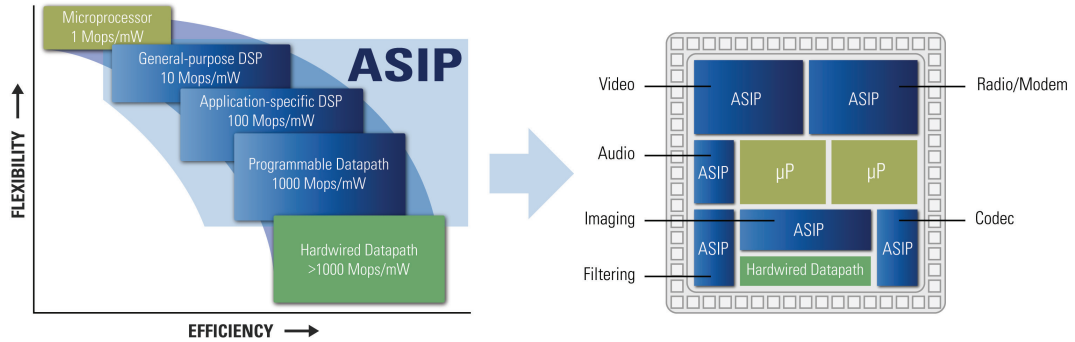 Microprocessor
1 Mops/mW
General-purpose DSP
10 Mops/mW
ASIP
Application-specific DSP
100 Mops/mW
Programmable Datapath
1000 Mops/mW
Hardwired Datapath
>1000 Mops/mW
FLEXIBILITY
EFFICIENCY
Video
ASIP
ASIP
Radio/Modem
Audio
ASIP
µP
µP
Imaging
ASIP
Codec
ASIP
ASIP
Filtering
Hardwired Datapath